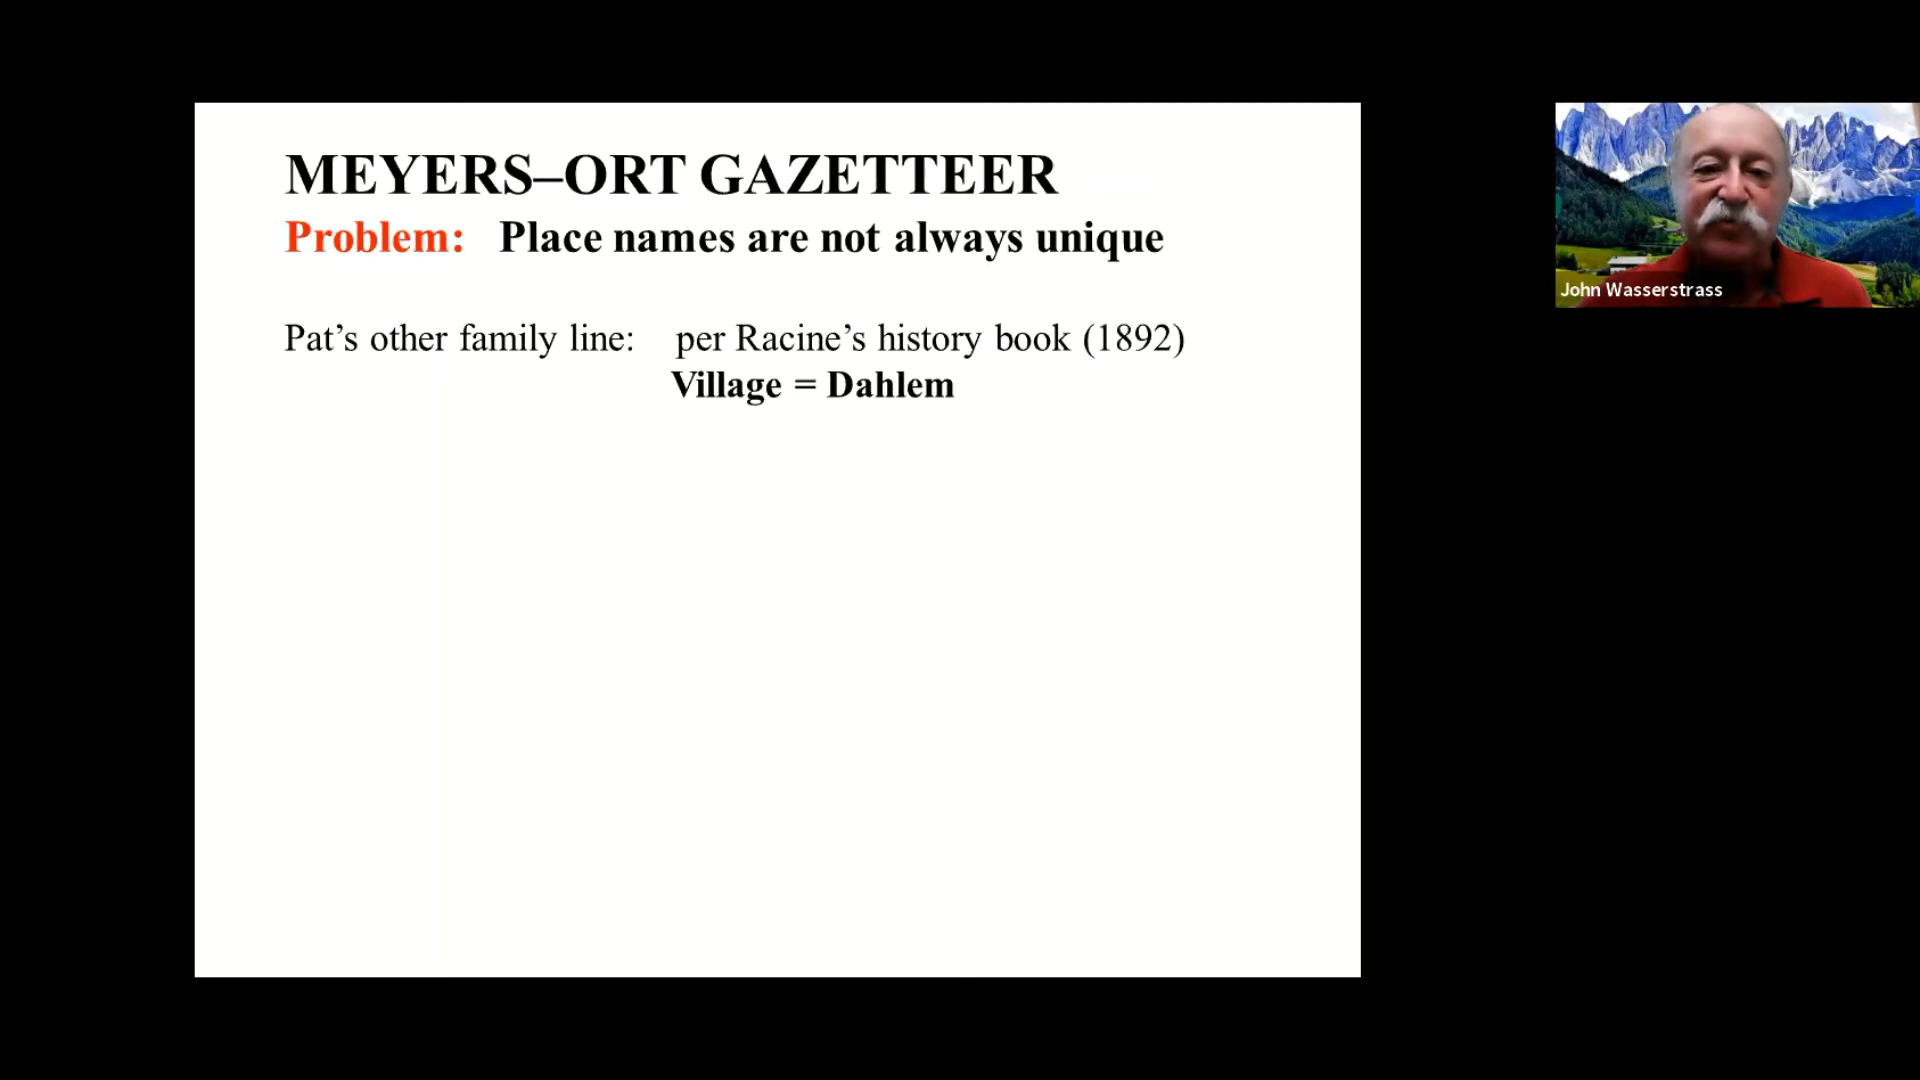 MEYERS–ORT GAZETTEER
Problem: Place names are not always unique
Pat’s other family line: per Racine’s history book (1892)
Village = Dahlem
John Wasserstrass